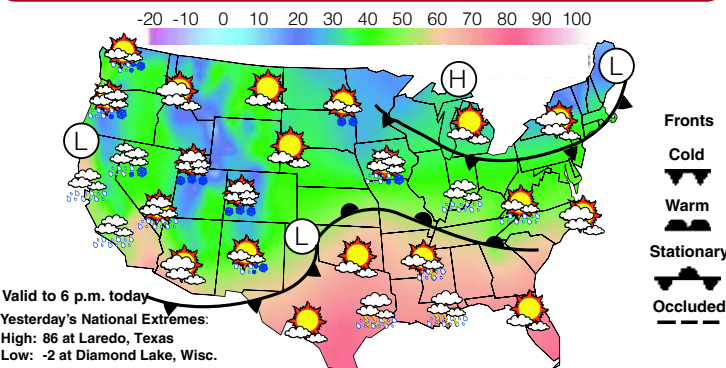 -20 -10 0 10 20 30 40 50 60 70 80 90 100
L
H
L
L
Fronts
Cold
Warm
Stationary
Occluded
Valid to 6 p.m. today
Yesterday's National Extremes:
High: 86 at Laredo, Texas
Low: -2 at Diamond Lake, Wisc.